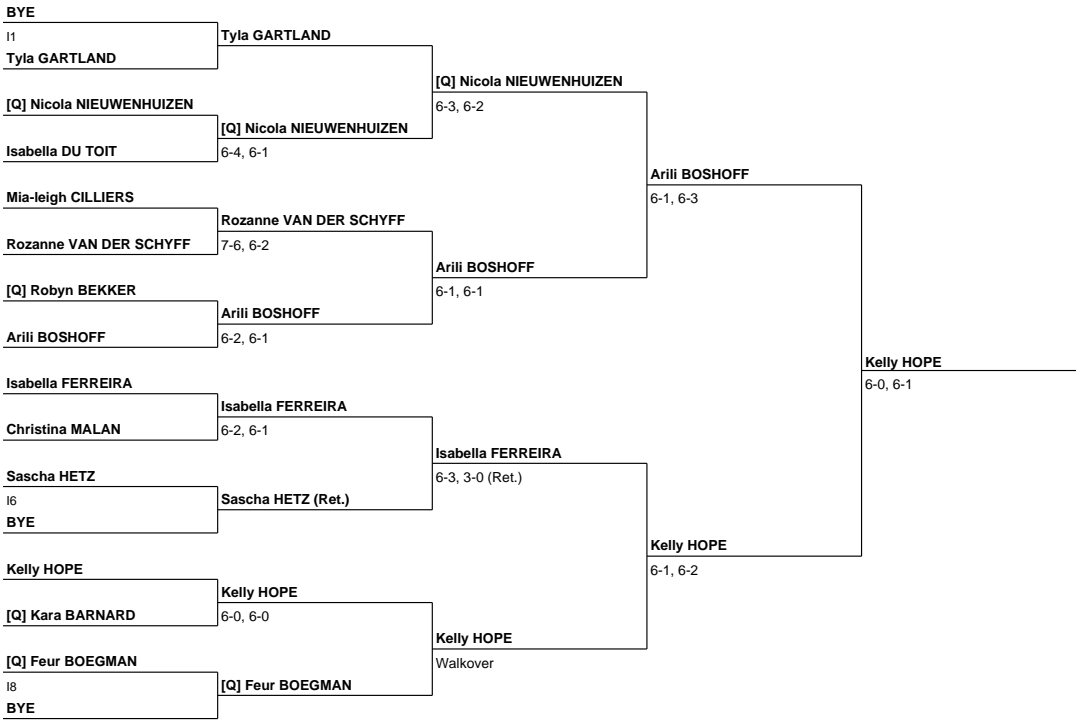 BYE
I1
Tyla GARTLAND
[Q] Nicola NIEUWENHUIZEN
Isabella DU TOIT
Mia-leigh CILLIERS
Rozanne VAN DER SCHYFF
[Q] Robyn BEKKER
Arili BOSHOFF
Isabella FERREIRA
Christina MALAN
Sascha HETZ
I6
BYE
Kelly HOPE
[Q] Kara BARNARD
[Q] Feur BOEGMAN
I8
BYE
Tyla GARTLAND
[Q] Nicola NIEUWENHUIZEN
6-4, 6-1
Rozanne VAN DER SCHYFF
7-6, 6-2
Arili BOSHOFF
6-2, 6-1
Isabella FERREIRA
6-2, 6-1
Sascha HETZ (Ret.)
Kelly HOPE
6-0, 6-0
[Q] Feur BOEGMAN
[Q] Nicola NIEUWENHUIZEN
6-3, 6-2
Arili BOSHOFF
6-1, 6-1
Isabella FERREIRA
6-3, 3-0 (Ret.)
Kelly HOPE
Walkover
Arili BOSHOFF
6-1, 6-3
Kelly HOPE
6-1, 6-2
Kelly HOPE
6-0, 6-1